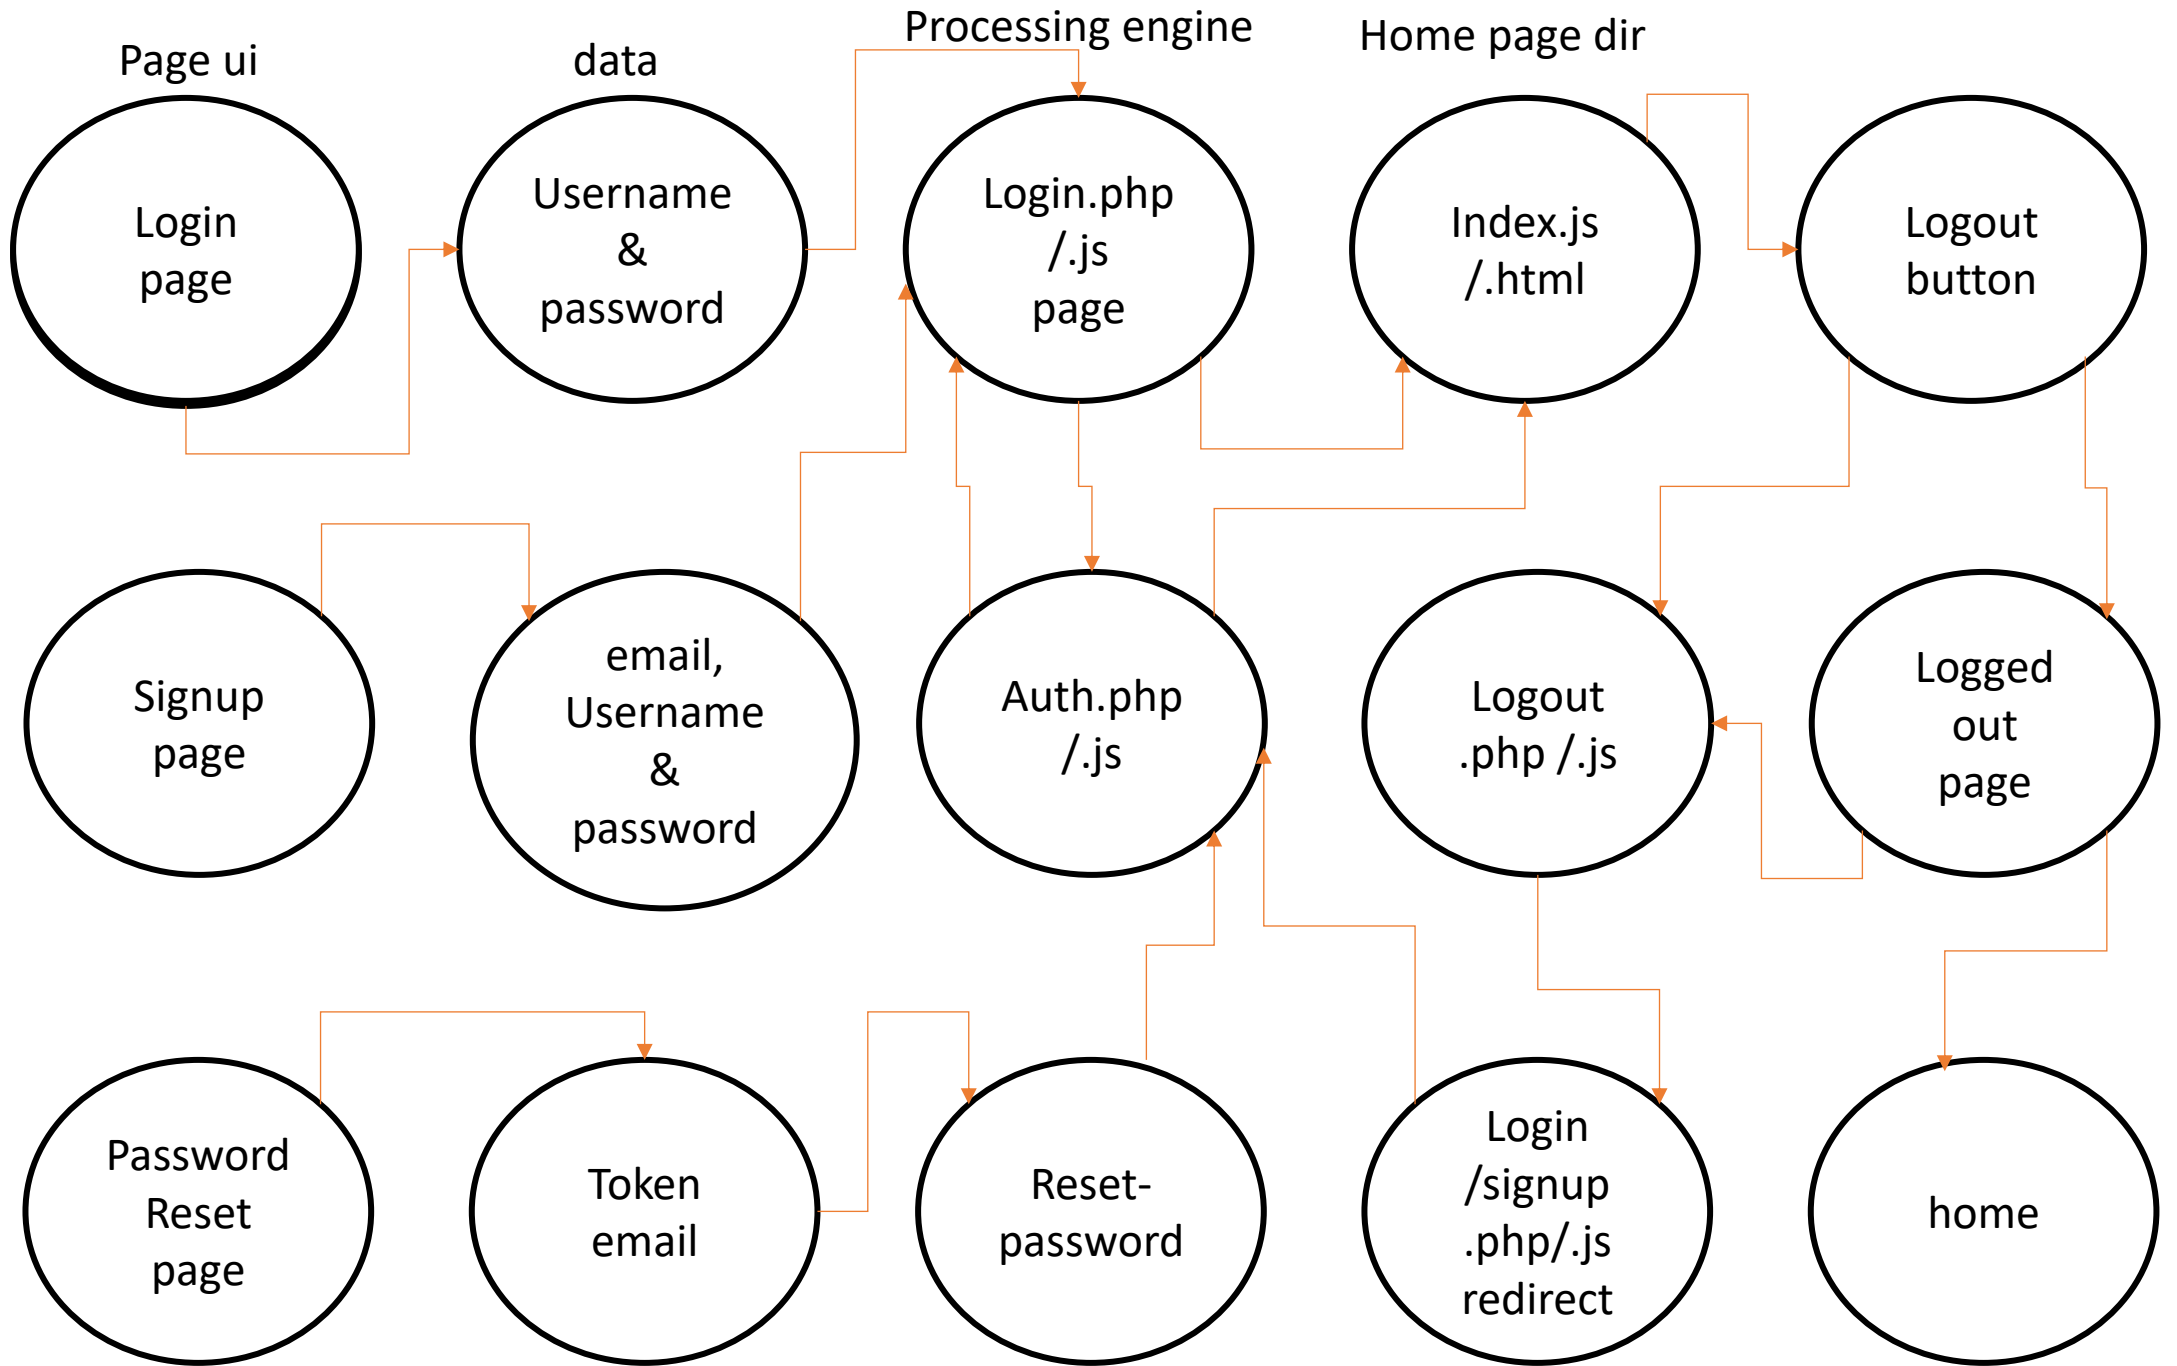 Page ui
data
Processing engine
Home page dir
Login
page
Username
&
password
Login.php
/.js
page
Index.js
/.html
Logout
button
Signup
page
email,
Username
&
password
Auth.php
/.js
Logout
.php /.js
Logged
out
page
Password
Reset
page
Token
email
Reset-
password
Login
/signup
.php/.js
redirect
home